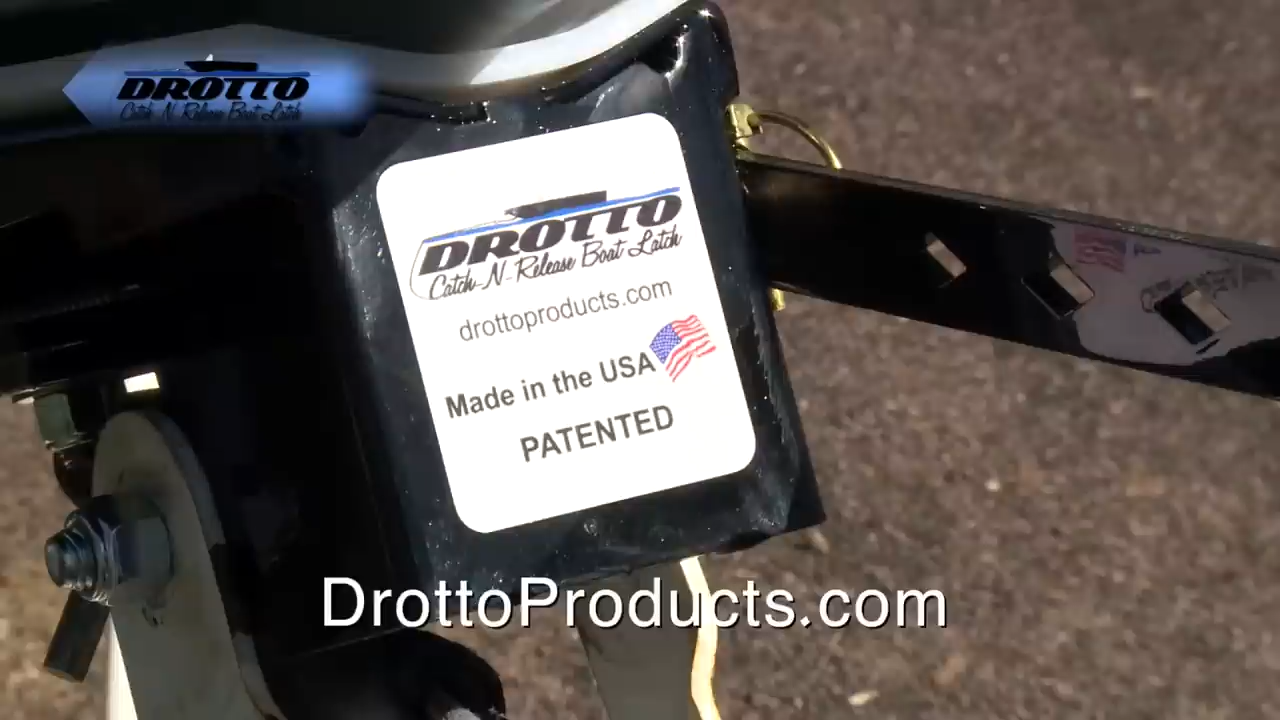 DROTTO
Catch-N-Release Boat Latch
DROTTO
Catch-N-Release Boat Latch
drottoproducts.com
Made in the USA
PATENTED
DrottoProducts.com